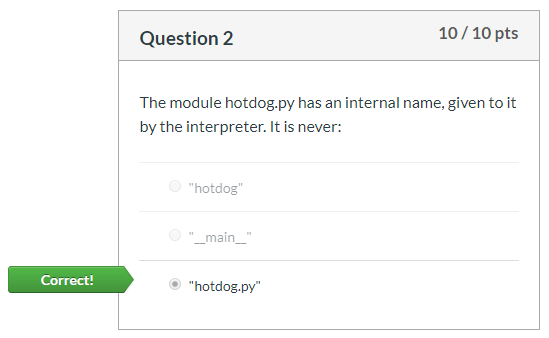 Question 2
10 / 10 pts
The module hotdog.py has an internal name, given to it
by the interpreter. It is never:
"hotdog"
"__main__"
Correct!
"hotdog.py"